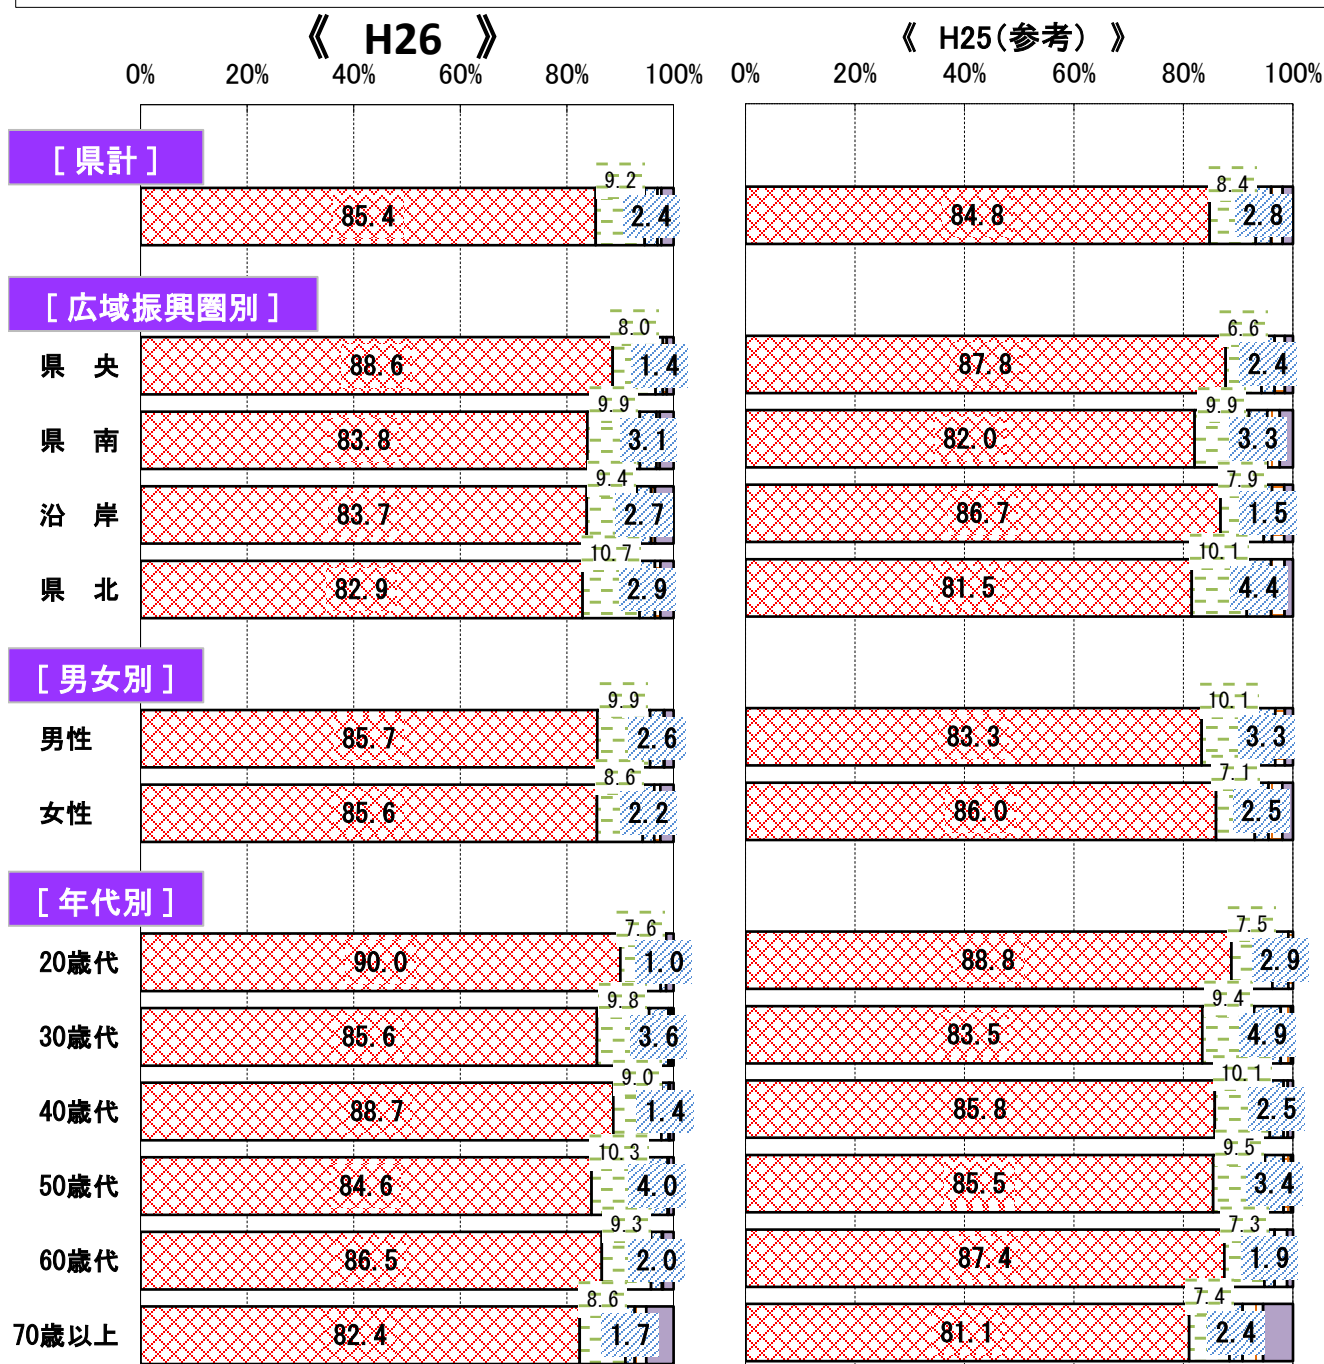 《 H26 》 《 H25(参考) 》
0% 20% 40% 60% 80% 100% 0% 20% 40% 60% 80% 100%
[ 県計 ]
9.2 8.4
85.4 2.4 84.8 2.8
[ 広域振興圏別 ]
8.0 6.6
県 央 88.6 1.4 87.8 2.4
9.9 9.9
県 南 83.8 3.1 82.0 3.3
9.4 7.9
沿 岸 83.7 2.7 86.7 1.5
10.7 10.1
県 北 82.9 2.9 81.5 4.4
[ 男女別 ]
9.9 10.1
男性 85.7 2.6 83.3 3.3
8.6 7.1
女性 85.6 2.2 86.0 2.5
[ 年代別 ]
7.6 7.5
20歳代 90.0 1.0 88.8 2.9
9.8 9.4
30歳代 85.6 3.6 83.5 4.9
9.0 10.1
40歳代 88.7 1.4 85.8 2.5
10.3 9.5
50歳代 84.6 4.0 85.5 3.4
9.3 7.3
60歳代 86.5 2.0 87.4 1.9
8.6 7.4
70歳以上 82.4 1.7 81.1 2.4